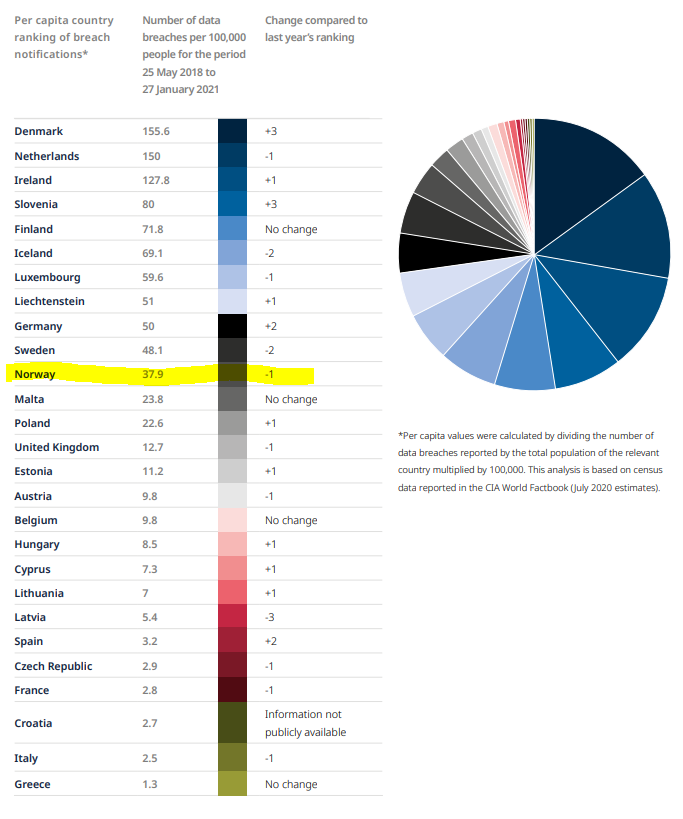 Per capita country
ranking of breach
notifications*
Number of data
breaches per 100,000
people for the period
25 May 2018 to
27 January 2021
Change compared to
last year's ranking
Denmark 155.6 +3
Netherlands 150 -1
Ireland 127.8 +1
Slovenia 80 +3
Finland 71.8 No change
Iceland 69.1 -2
Luxembourg 59.6 -1
Liechtenstein 51 +1
Germany 50 +2
Sweden 48.1 -2
Norway 37.9 -1
Malta 23.8 No change
Poland 22.6 +1
United Kingdom 12.7 -1
Estonia 11.2 +1
Austria 9.8 -1
Belgium 9.8 No change
Hungary 8.5 +1
Cyprus 7.3 +1
Lithuania 7 +1
Latvia 5.4 -3
Spain 3.2 +2
Czech Republic 2.9 -1
France 2.8 -1
Croatia 2.7 Information not
publicly available
Italy 2.5 -1
Greece 1.3 No change
*Per capita values were calculated by dividing the number of
data breaches reported by the total population of the relevant
country multiplied by 100,000. This analysis is based on census
data reported in the CIA World Factbook (July 2020 estimates).